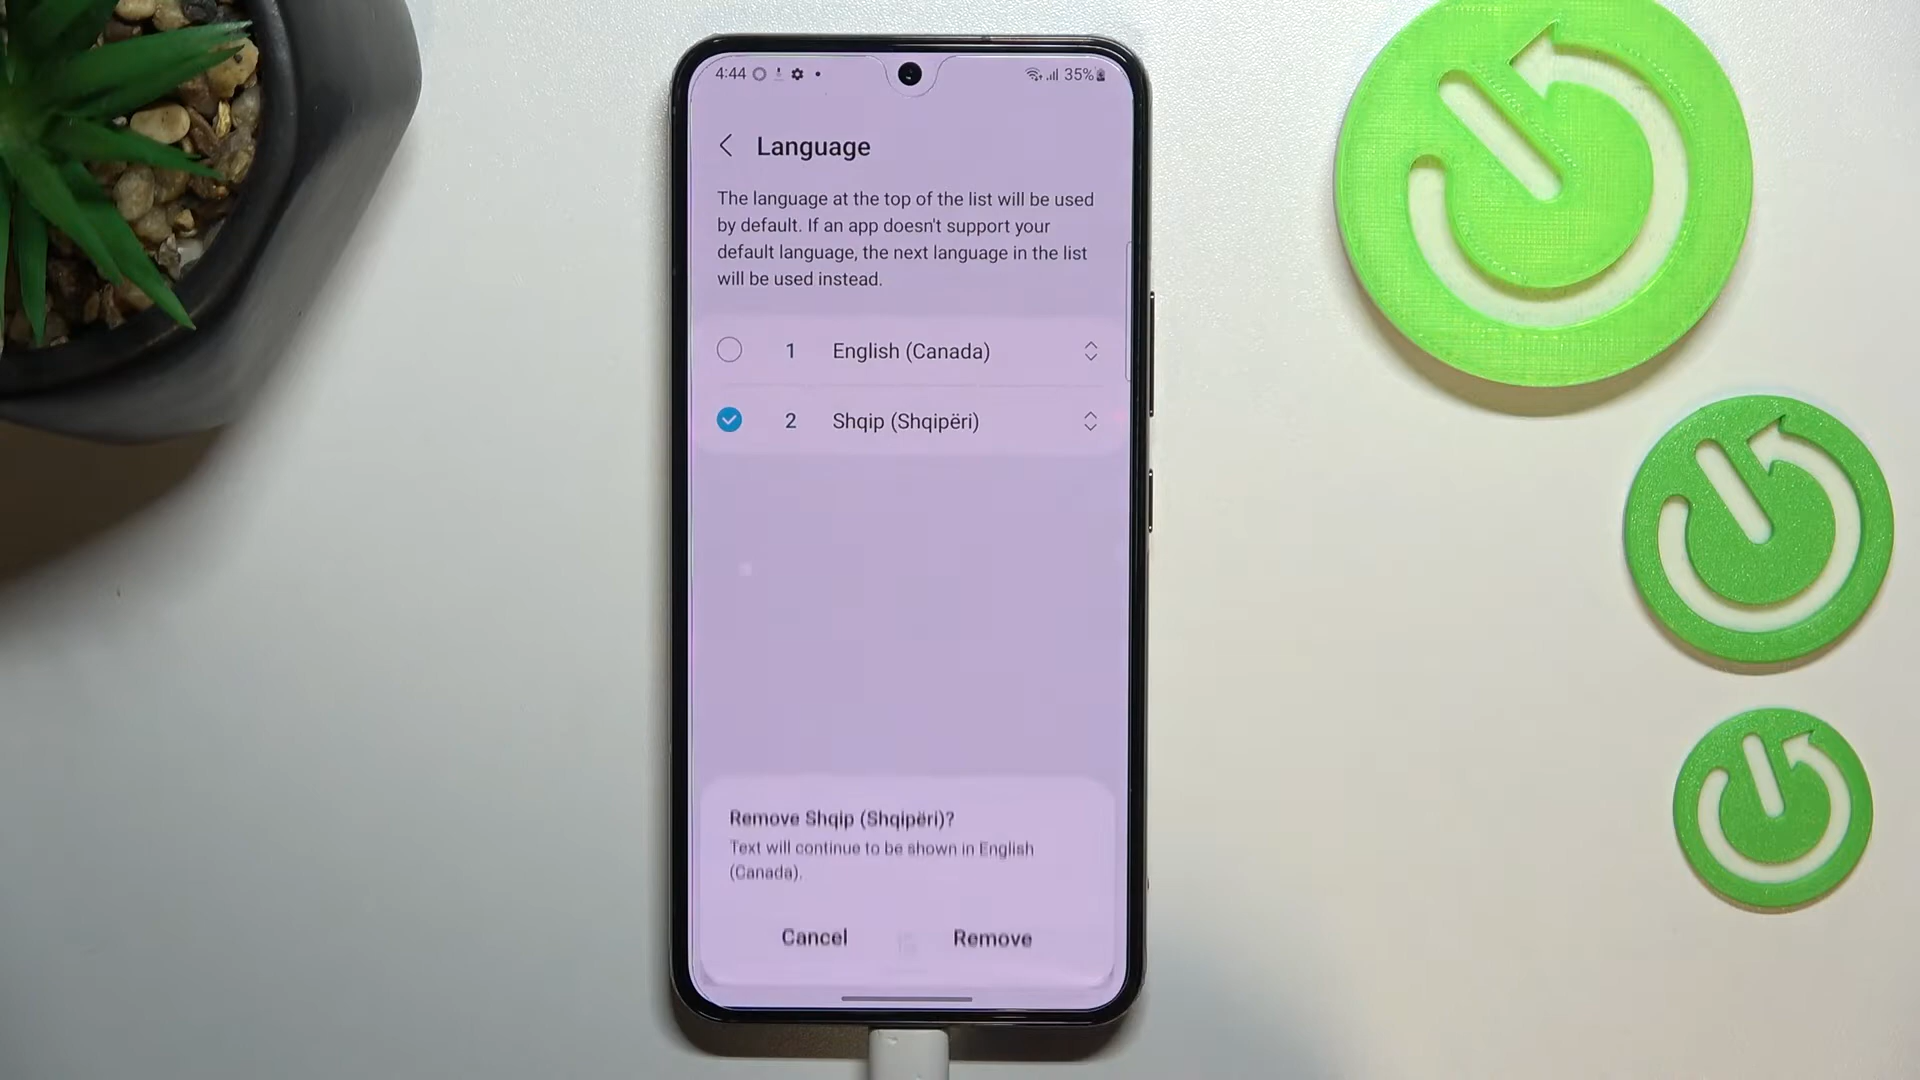 4:44 35%
Language
The language at the top of the list will be used
by default. If an app doesn't support your
default language, the next language in the list
will be used instead.
1 English (Canada)
2 Shqip (Shqipëri)
Remove Shqip (Shqipëri)?
Text will continue to be shown in English
(Canada).
Cancel Remove